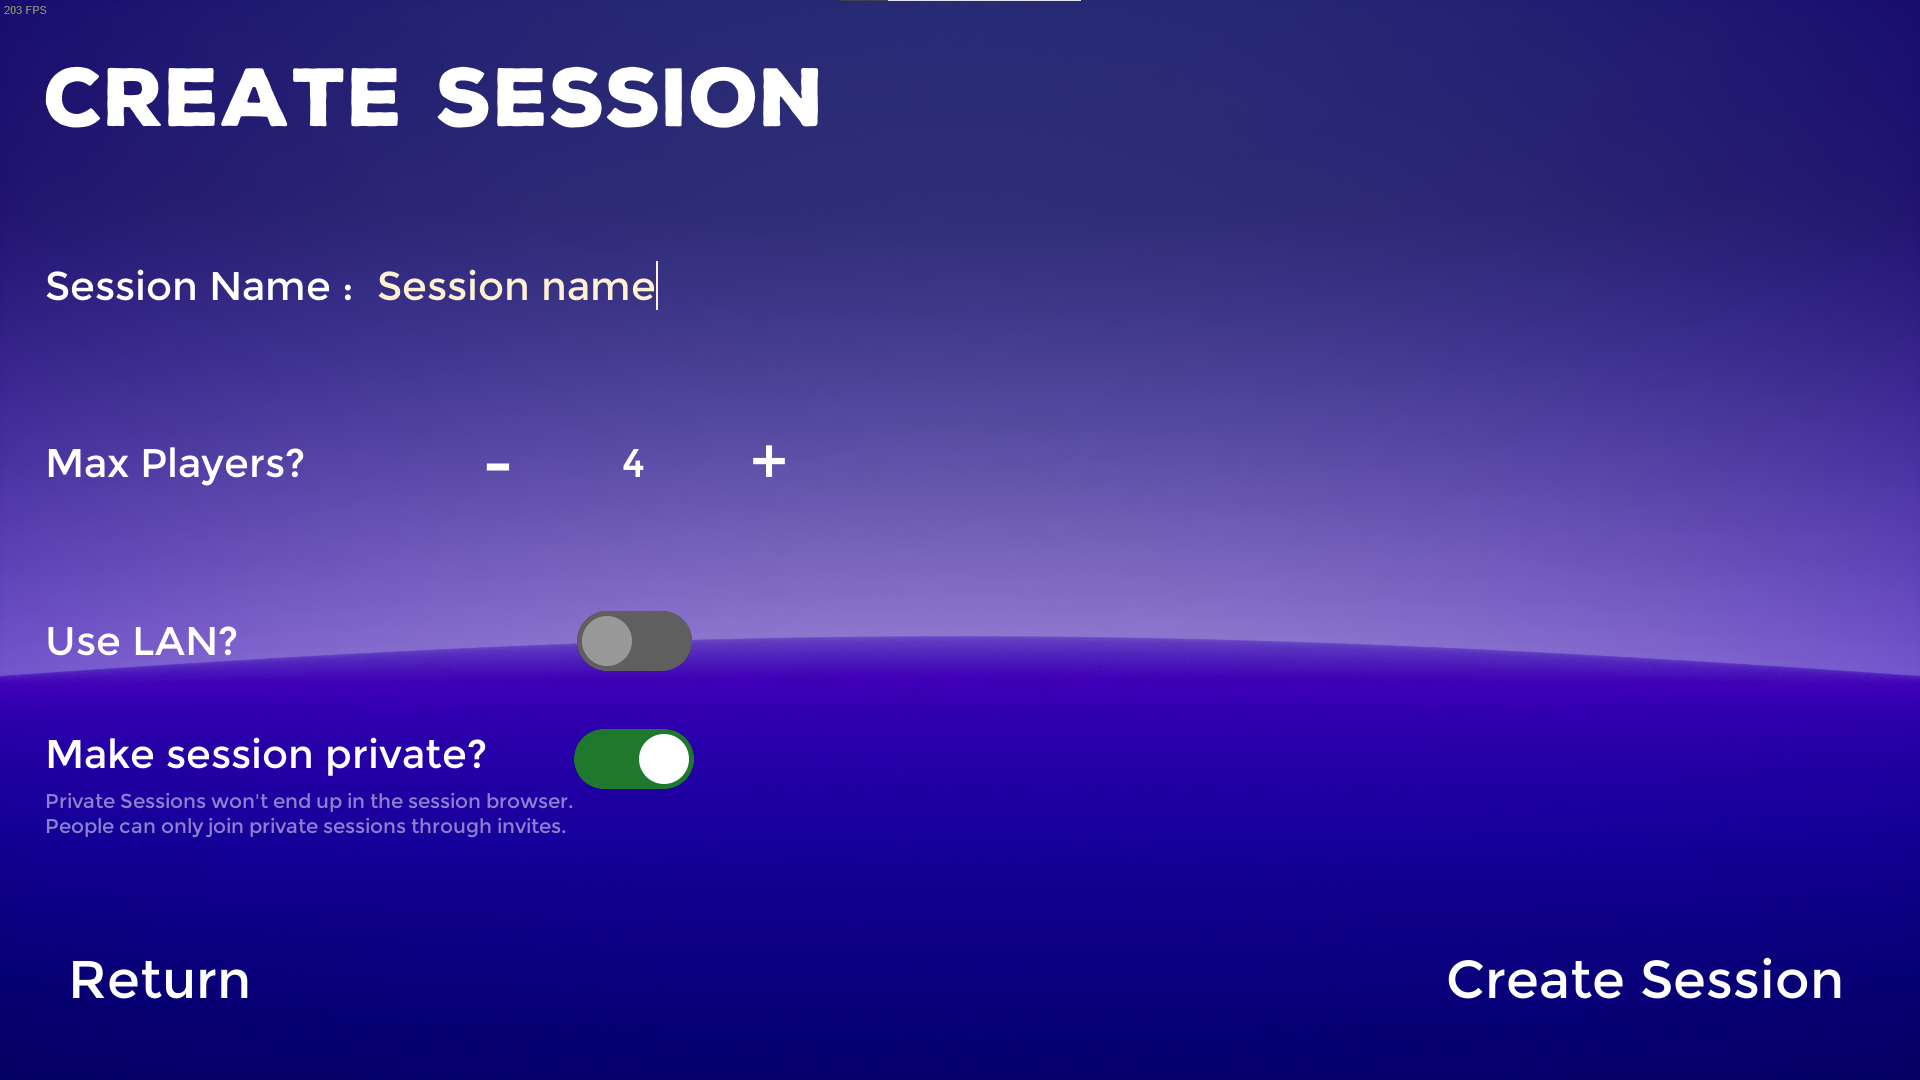 203 FPS
CREATE SESSION
Session Name : Session name
Max Players? - 4 +
Use LAN?
Make session private?
Private Sessions won't end up in the session browser.
People can only join private sessions through invites.
Return
Create Session